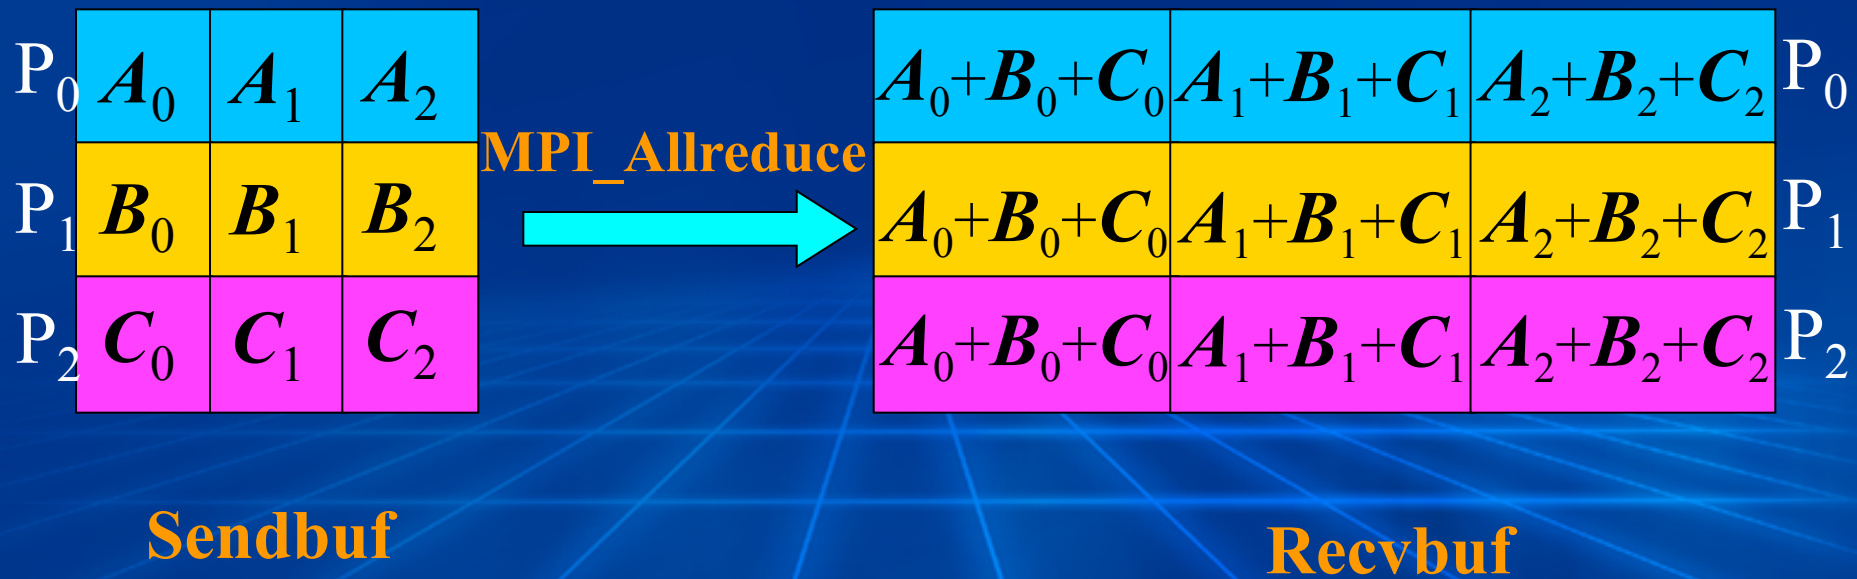 P₀ A₀ A₁ A₂ A₀+B₀+C₀ A₁+B₁+C₁ A₂+B₂+C₂ P₀
MPI_Allreduce
P₁ B₀ B₁ B₂ A₀+B₀+C₀ A₁+B₁+C₁ A₂+B₂+C₂ P₁
P₂ C₀ C₁ C₂ A₀+B₀+C₀ A₁+B₁+C₁ A₂+B₂+C₂ P₂
Sendbuf Recvbuf